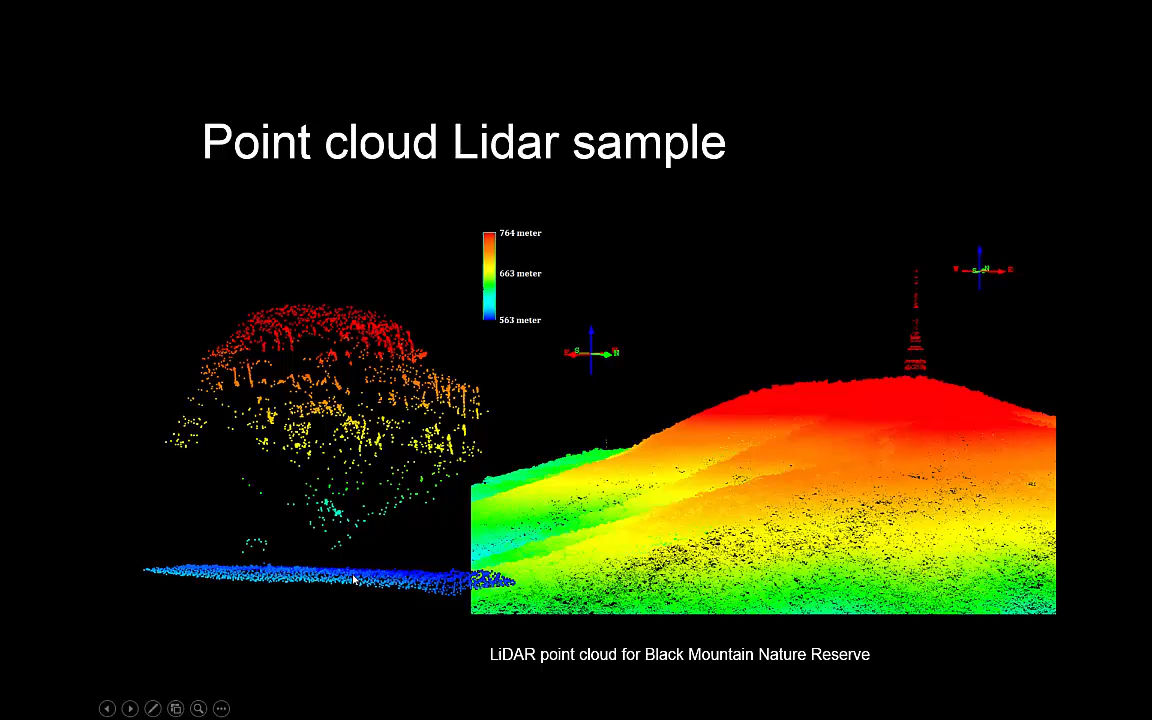 Point cloud Lidar sample
764 meter
663 meter
563 meter
S N
W S N E
LiDAR point cloud for Black Mountain Nature Reserve